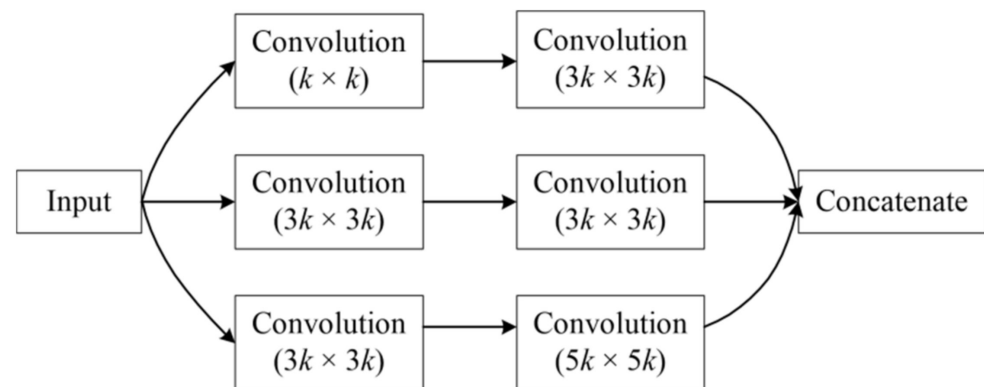 Convolution
(k × k)
Convolution
(3k × 3k)
Input
Convolution
(3k × 3k)
Convolution
(3k × 3k)
Concatenate
Convolution
(3k × 3k)
Convolution
(5k × 5k)